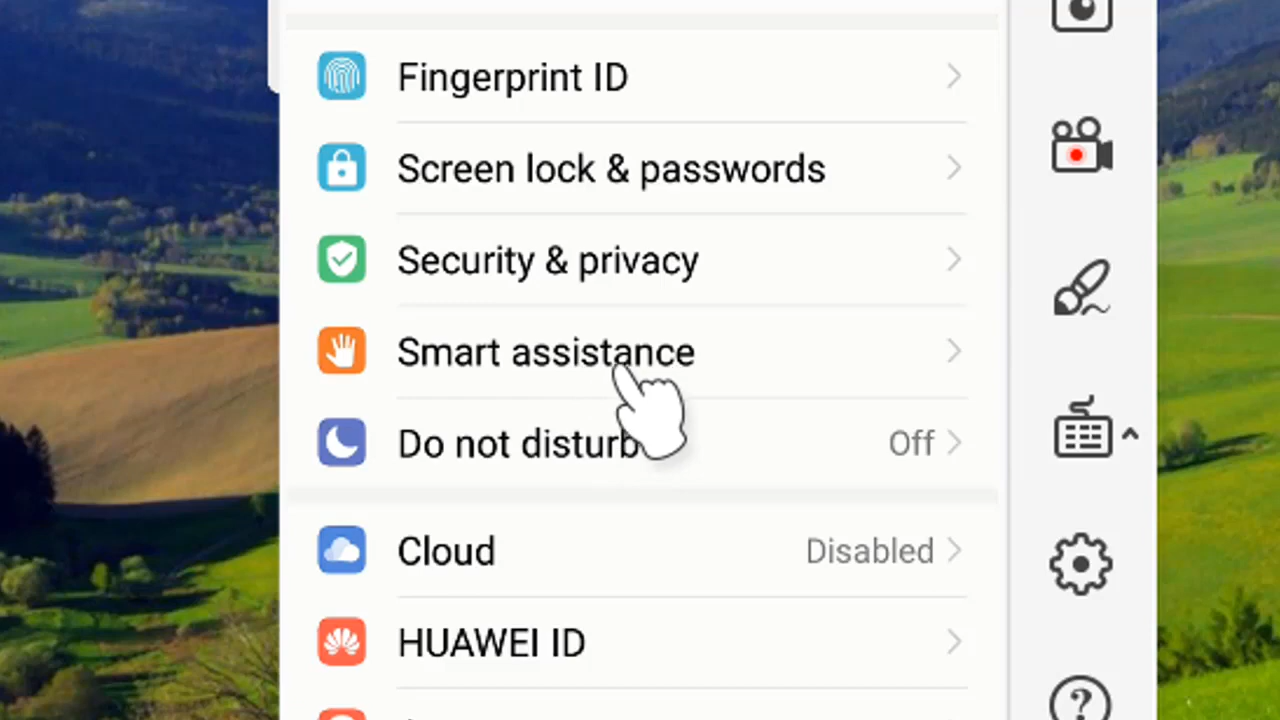 Fingerprint ID
Screen lock & passwords
Security & privacy
Smart assistance
Do not disturb Off
Cloud Disabled
HUAWEI ID
?